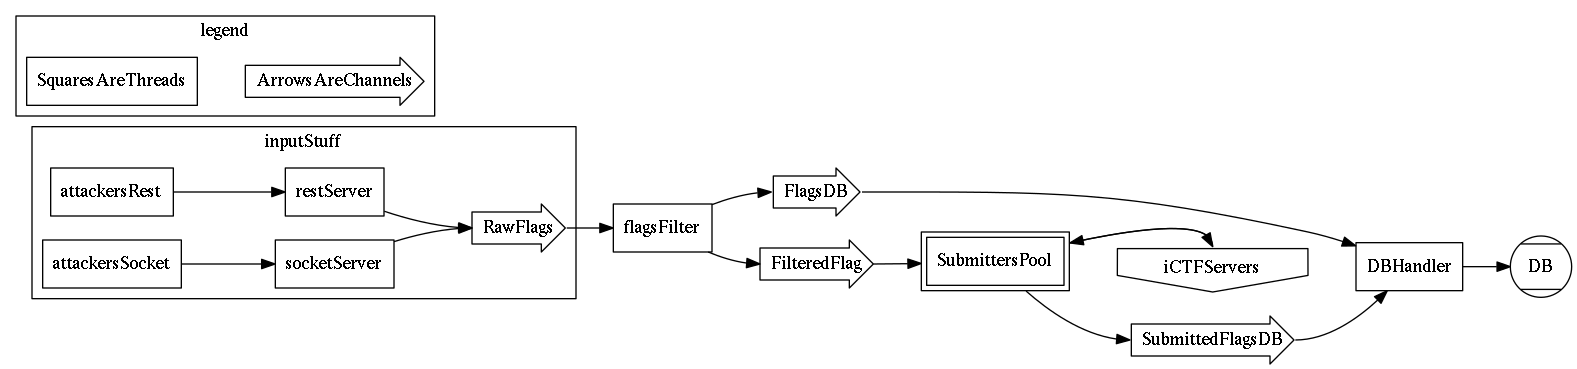 legend
SquaresAreThreads
ArrowsAreChannels
inputStuff
attackersRest
restServer
attackersSocket
socketServer
RawFlags
flagsFilter
FlagsDB
FilteredFlag
SubmittersPool
iCTFServers
SubmittedFlagsDB
DBHandler
DB